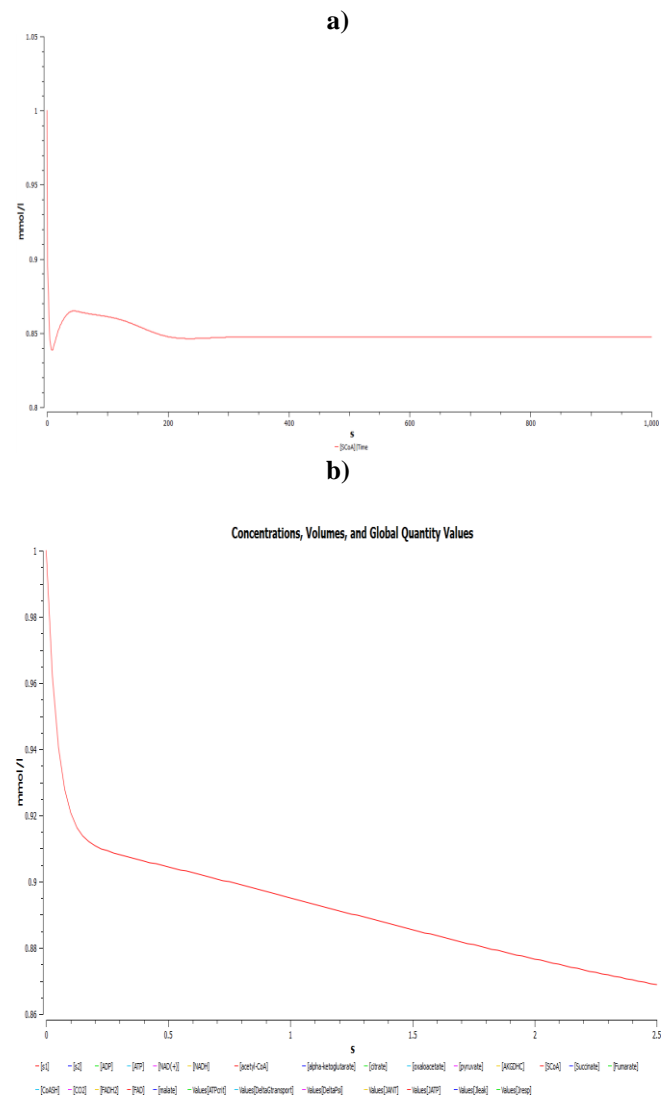 a)
1.05
1
0.95
0.9
0.85
0.8
mmol/l
0
200
400
600
800
1,000
s
[SCoA]|Time
b)
Concentrations, Volumes, and Global Quantity Values
1
0.98
0.96
0.94
0.92
0.9
0.88
0.86
mmol/l
0
0.5
1
1.5
2
2.5
s
[s1] [s2] [ADP] [ATP] [NAD(+)] [NADH] [acetyl-CoA] [alpha-ketoglutarate] [citrate] [oxaloacetate] [pyruvate] [AKGDHC] [SCoA] [Succinate] [Fumarate]
[CoASH] [CO2] [FADH2] [FAD] [malate] Values[ATPcrit] Values[DeltaGtransport] Values[DeltaPsi] Values[JANT] Values[JATP] Values[Jleak] Values[Jresp]